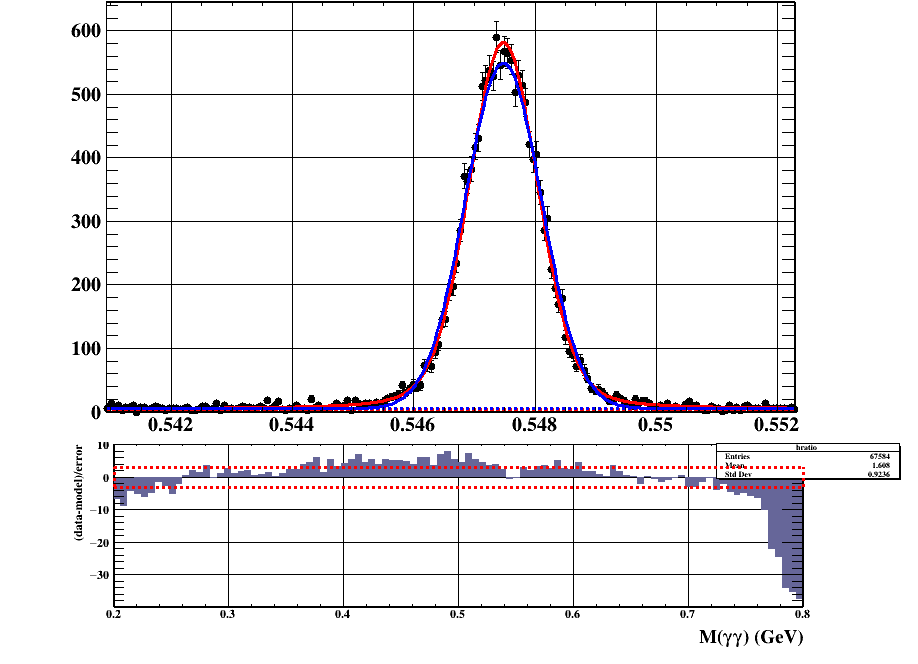 600
500
400
300
200
100
0
0.542 0.544 0.546 0.548 0.55 0.552
(data-model)/error
10
0
−10
−20
−30
hratio
Entries 67584
Mean 1.608
Std Dev 0.9236
0.2 0.3 0.4 0.5 0.6 0.7 0.8
M(γγ) (GeV)